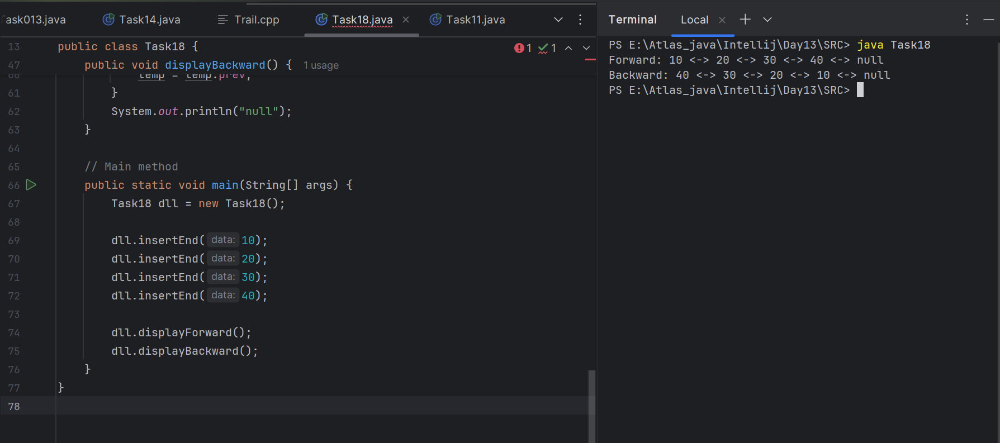 ask013.java Task14.java Trail.cpp Task18.java Task11.java
13 public class Task18 { 1 1
47 public void displayBackward() { 1 usage
60 temp = temp.prev;
61 }
62 System.out.println("null");
63 }
64
65 // Main method
66 public static void main(String[] args) {
67 Task18 dll = new Task18();
68
69 dll.insertEnd( data: 10);
70 dll.insertEnd( data: 20);
71 dll.insertEnd( data: 30);
72 dll.insertEnd( data: 40);
73
74 dll.displayForward();
75 dll.displayBackward();
76 }
77 }
78
Terminal Local
PS E:\Atlas_java\Intellij\Day13\SRC> java Task18
Forward: 10 <-> 20 <-> 30 <-> 40 <-> null
Backward: 40 <-> 30 <-> 20 <-> 10 <-> null
PS E:\Atlas_java\Intellij\Day13\SRC>